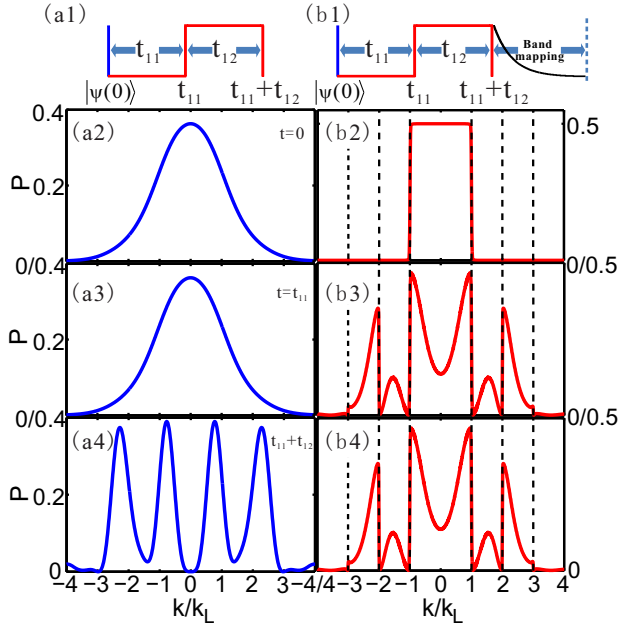 (a1) (b1)
t₁₁ t₁₂ t₁₁ t₁₂ Band mapping
|ψ(0)⟩ t₁₁ t₁₁+t₁₂ |ψ(0)⟩ t₁₁ t₁₁+t₁₂
0.4 (a2) t=0 (b2) 0.5
P 0.2
0/0.4 (a3) t=t₁₁ (b3) 0/0.5
P 0.2
0/0.4 (a4) t₁₁+t₁₂ (b4) 0/0.5
P 0.2
0 0
−4 −3 −2 −1 0 1 2 3 4/4 −3 −2 −1 0 1 2 3 4
k/k_L k/k_L